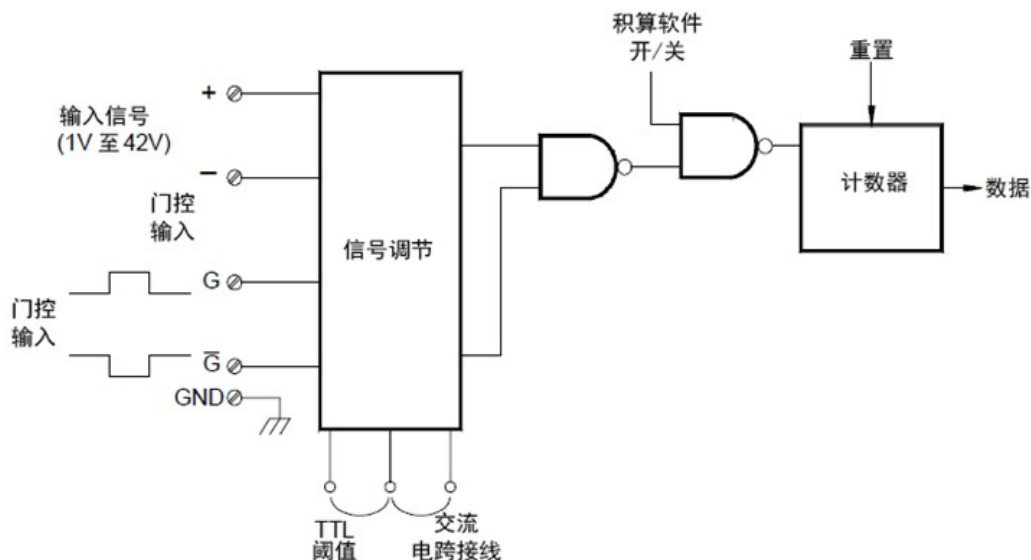 积算软件
开/关
重置
+
输入信号
(1V 至 42V)
−
门控
输入
信号调节
计数器
数据
G
门控
输入
G̅
GND
TTL
阈值
交流
电跨接线